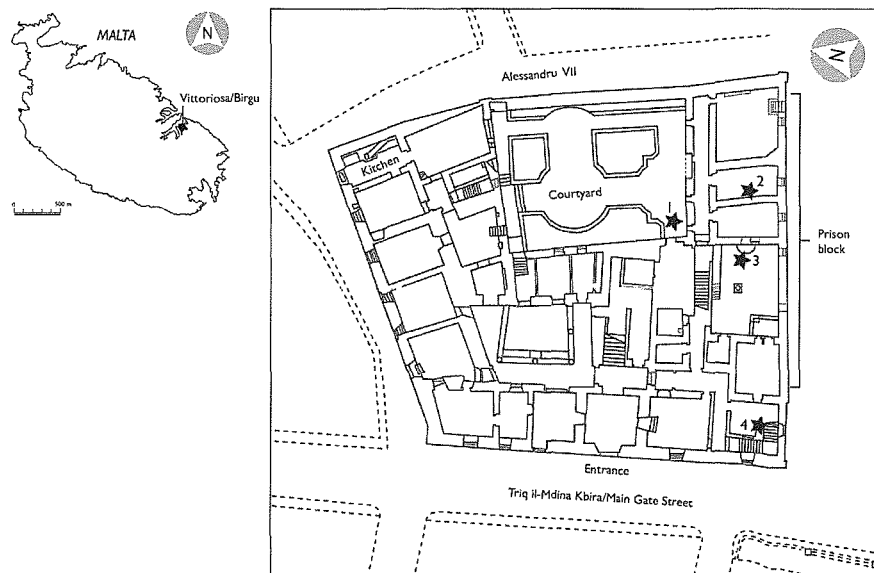 MALTA
N
Vittoriosa/Birgu
0 500 m
N
Alessandru VII
Kitchen
Courtyard
1
2
3
Prison
block
4
Entrance
Triq il-Mdina Kbira/Main Gate Street